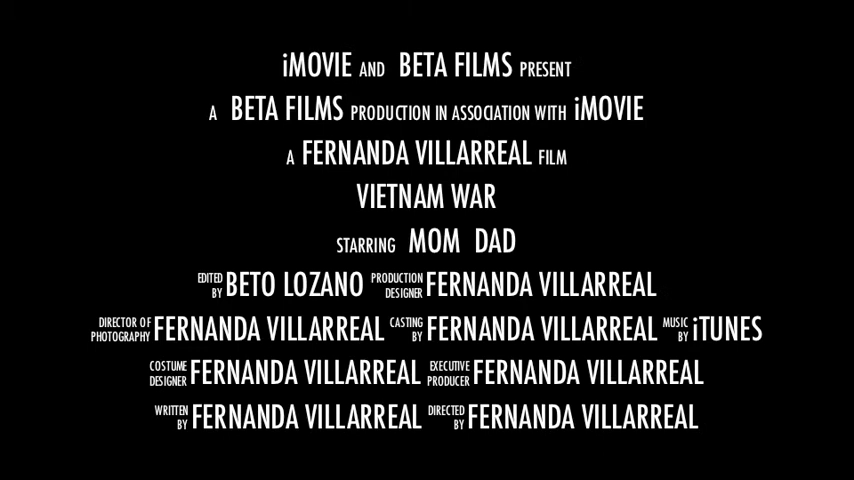 iMOVIE AND BETA FILMS PRESENT
A BETA FILMS PRODUCTION IN ASSOCIATION WITH iMOVIE
A FERNANDA VILLARREAL FILM
VIETNAM WAR
STARRING MOM DAD
EDITED BY BETO LOZANO PRODUCTION DESIGNER FERNANDA VILLARREAL
DIRECTOR OF PHOTOGRAPHY FERNANDA VILLARREAL CASTING BY FERNANDA VILLARREAL MUSIC BY iTUNES
COSTUME DESIGNER FERNANDA VILLARREAL EXECUTIVE PRODUCER FERNANDA VILLARREAL
WRITTEN BY FERNANDA VILLARREAL DIRECTED BY FERNANDA VILLARREAL